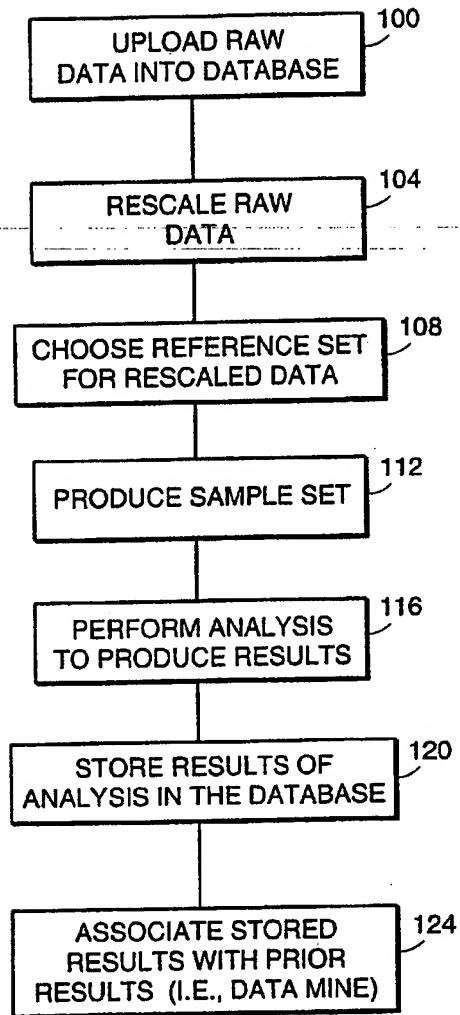 UPLOAD RAW
DATA INTO DATABASE
100
RESCALE RAW
DATA
104
CHOOSE REFERENCE SET
FOR RESCALED DATA
108
PRODUCE SAMPLE SET
112
PERFORM ANALYSIS
TO PRODUCE RESULTS
116
STORE RESULTS OF
ANALYSIS IN THE DATABASE
120
ASSOCIATE STORED
RESULTS WITH PRIOR
RESULTS (I.E., DATA MINE)
124